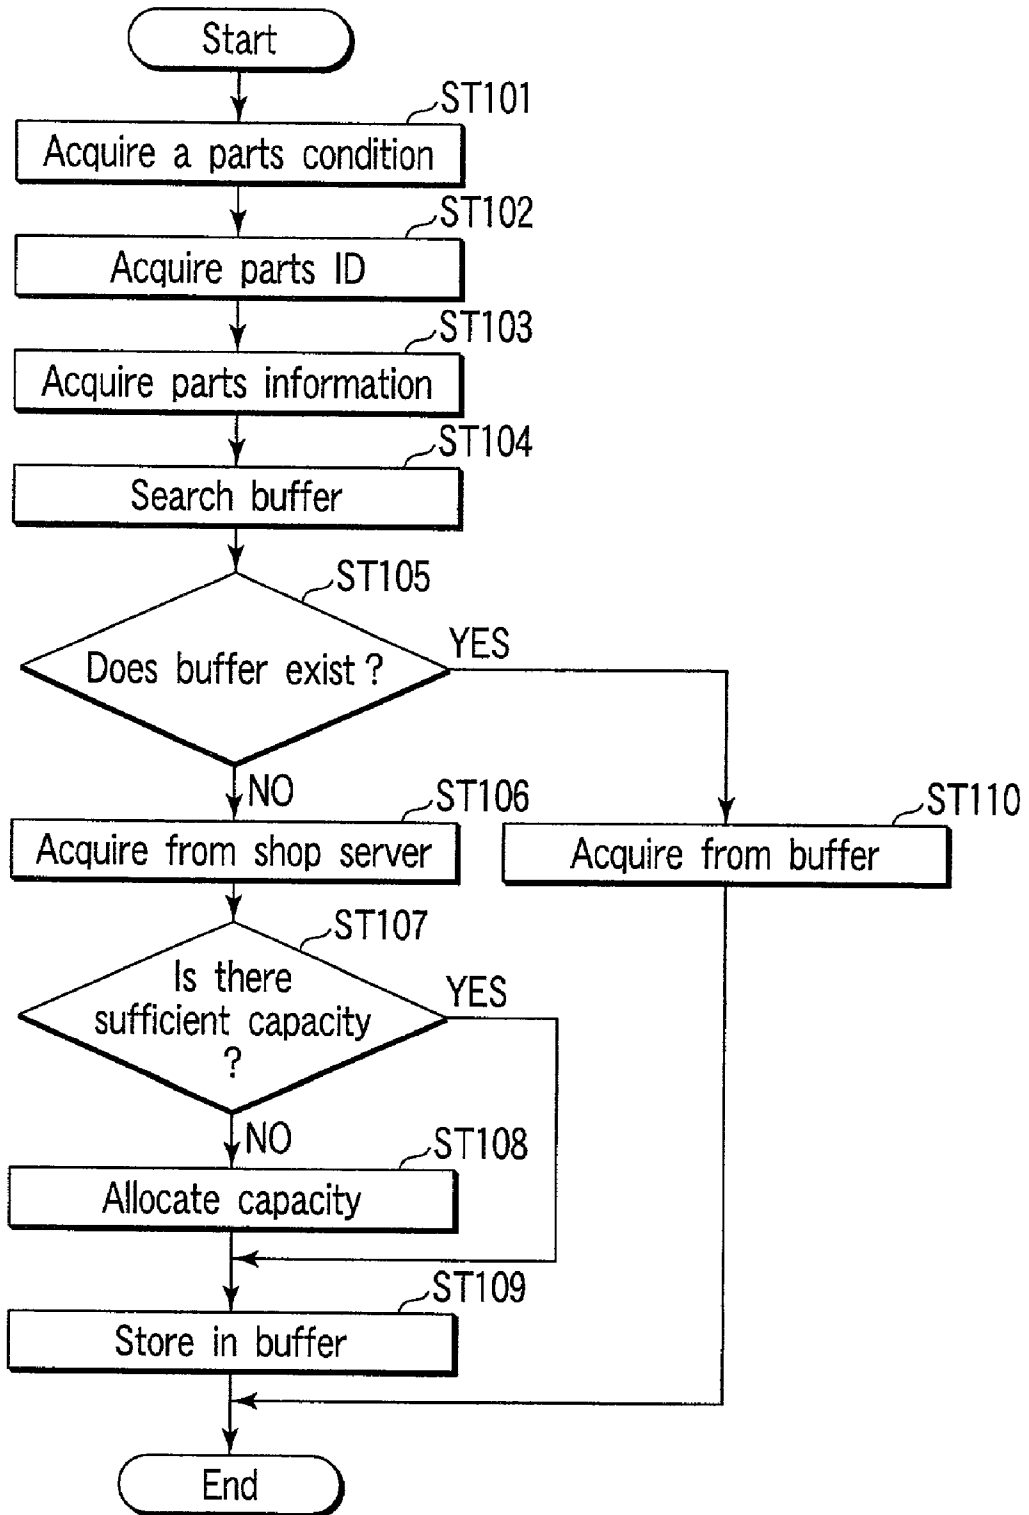 Start
ST101
Acquire a parts condition
ST102
Acquire parts ID
ST103
Acquire parts information
ST104
Search buffer
ST105
Does buffer exist ?
YES
NO
ST106
Acquire from shop server
ST110
Acquire from buffer
ST107
Is there
sufficient capacity
?
YES
NO
ST108
Allocate capacity
ST109
Store in buffer
End